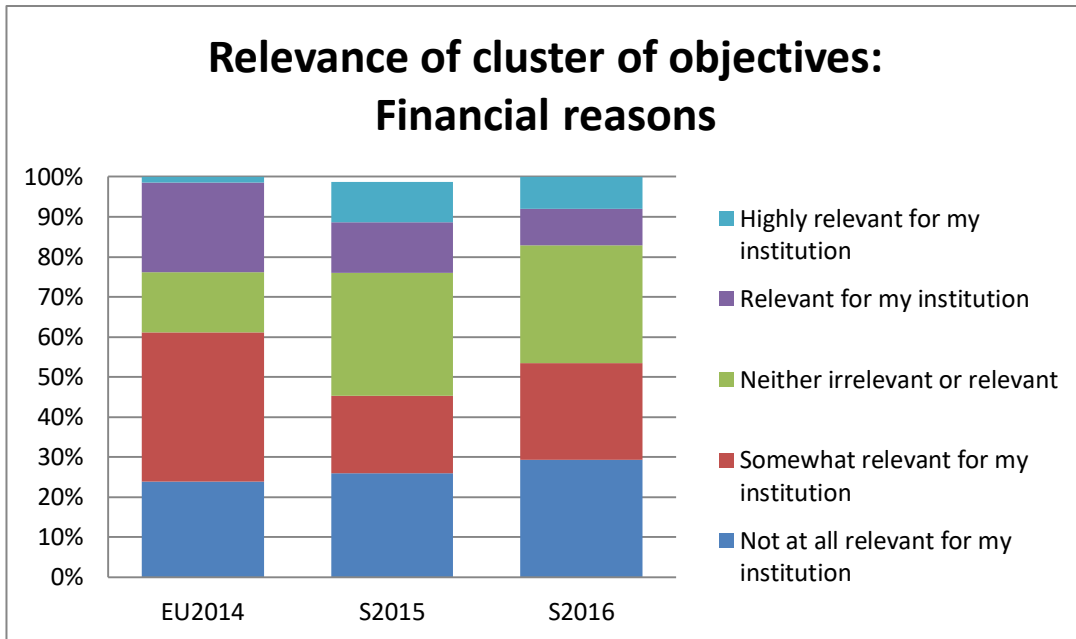 Relevance of cluster of objectives:
Financial reasons
100%
90%
80%
70%
60%
50%
40%
30%
20%
10%
0%
EU2014
S2015
S2016
Highly relevant for my
institution
Relevant for my institution
Neither irrelevant or relevant
Somewhat relevant for my
institution
Not at all relevant for my
institution